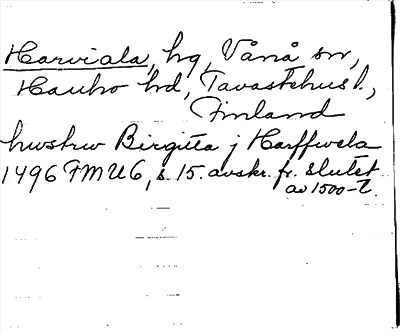 Harviala, hg, Vånå sn,
Hauho hd, Tavastehus l.,
Finland
hwstrw Birgitta j Harffwela
1496 FMU 6, s. 15. avskr. fr. slutet
av 1500-t.